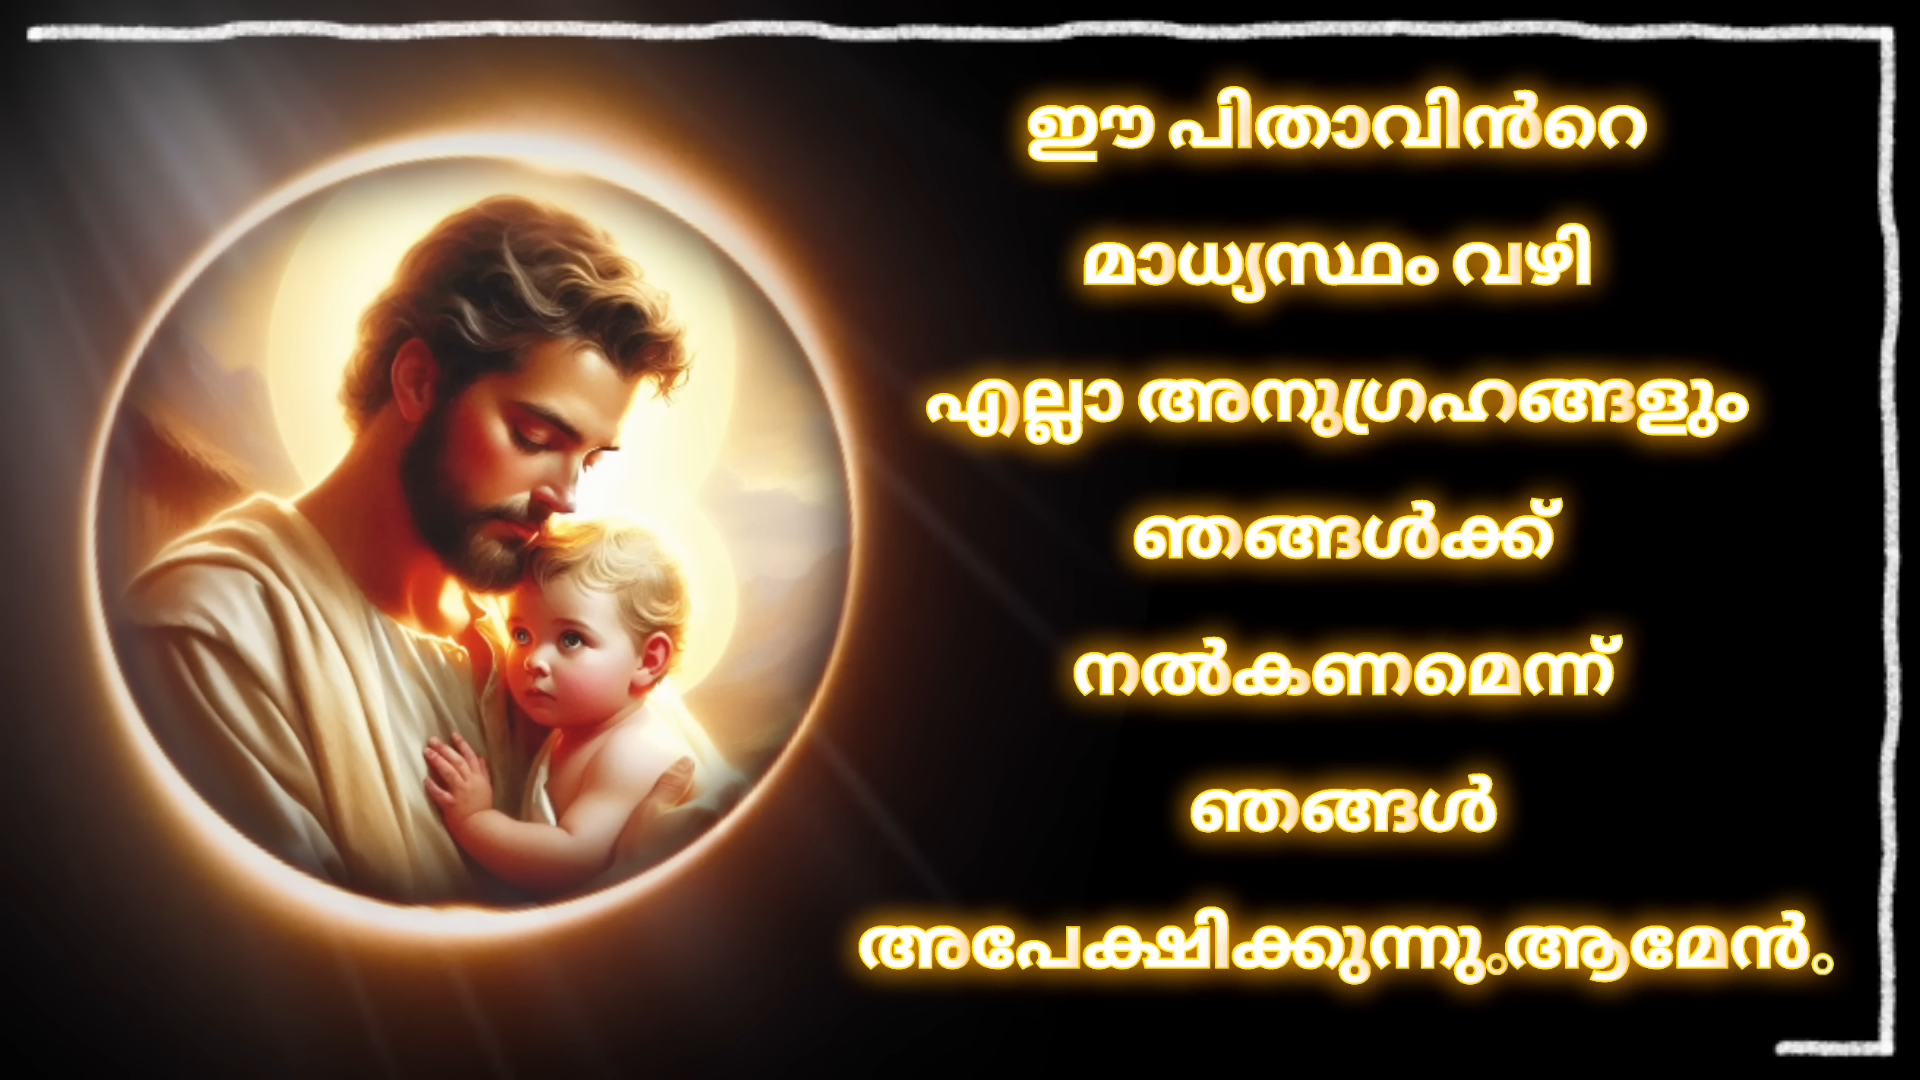 ഈ പിതാവിൻറെ
മാധ്യസ്ഥം വഴി
എല്ലാ അനുഗ്രഹങ്ങളും
ഞങ്ങൾക്ക്
നൽകണമെന്ന്
ഞങ്ങൾ
അപേക്ഷിക്കുന്നു.ആമേൻ.